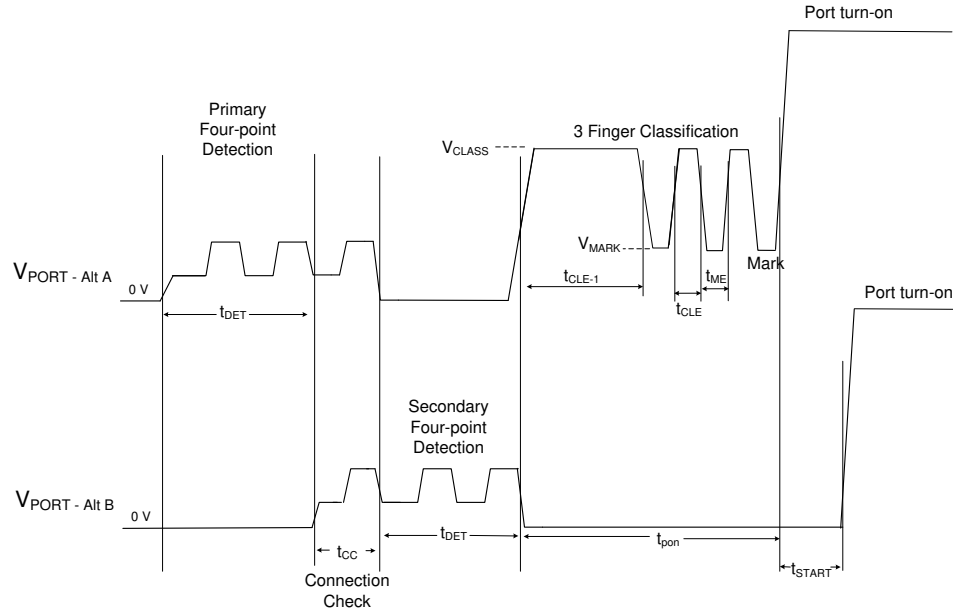 Port turn-on
Primary
Four-point
Detection
3 Finger Classification
VCLASS
VMARK
Mark
VPORT - Alt A
0 V
tDET
tCLE-1
tCLE
tME
Port turn-on
Secondary
Four-point
Detection
VPORT - Alt B
0 V
tCC
tDET
tpon
tSTART
Connection
Check